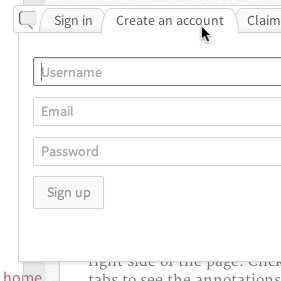 Sign in
Create an account
Claim
Username
Email
Password
Sign up
right side of the page. Click
home
tabs to see the annotations